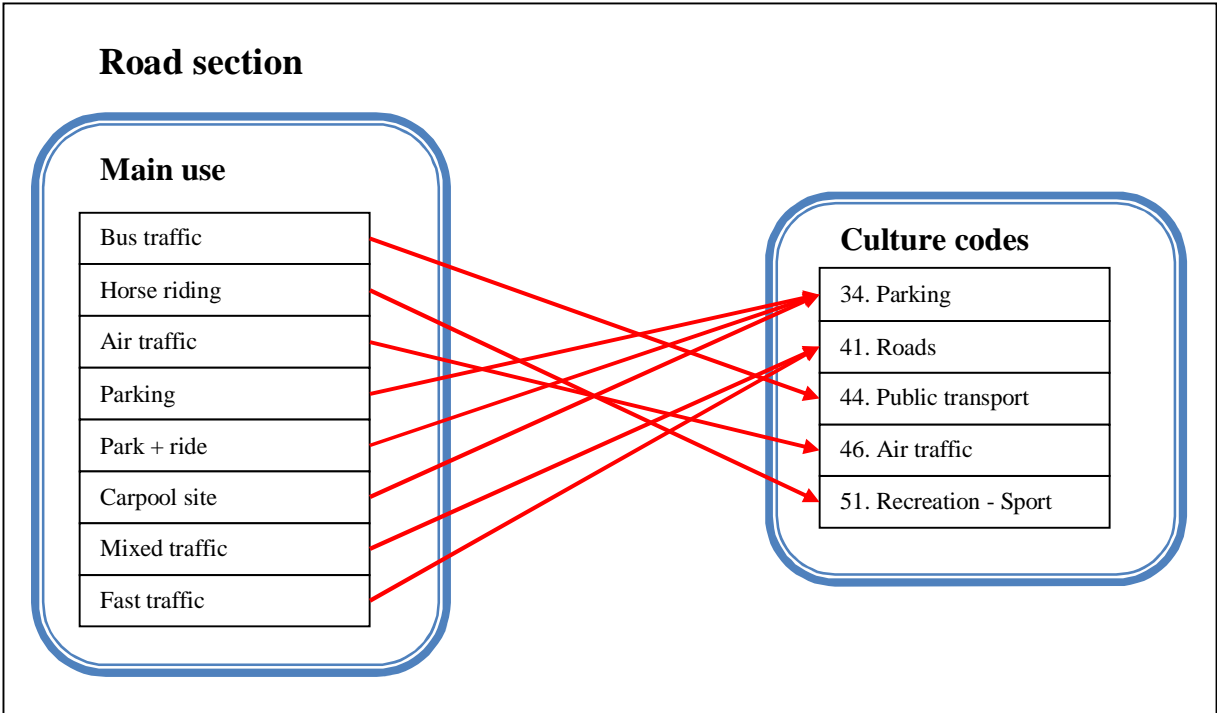 Road section
Main use
Bus traffic
Horse riding
Air traffic
Parking
Park + ride
Carpool site
Mixed traffic
Fast traffic
Culture codes
34. Parking
41. Roads
44. Public transport
46. Air traffic
51. Recreation - Sport